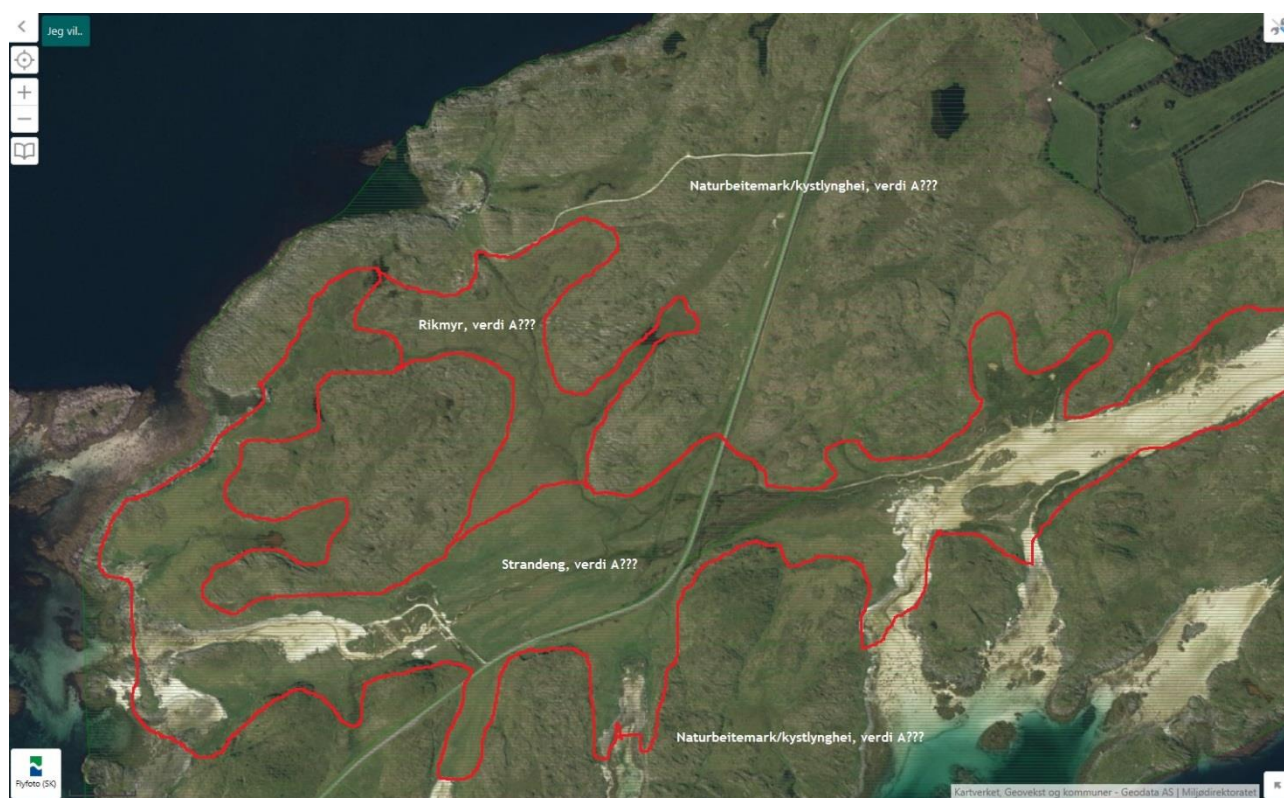 Jeg vil..
Naturbeitemark/kystlynghei, verdi A???
Rikmyr, verdi A???
Strandeng, verdi A???
Naturbeitemark/kystlynghei, verdi A???
Flyfoto (SK)
Kartverket, Geovekst og kommuner - Geodata AS | Miljødirektoratet